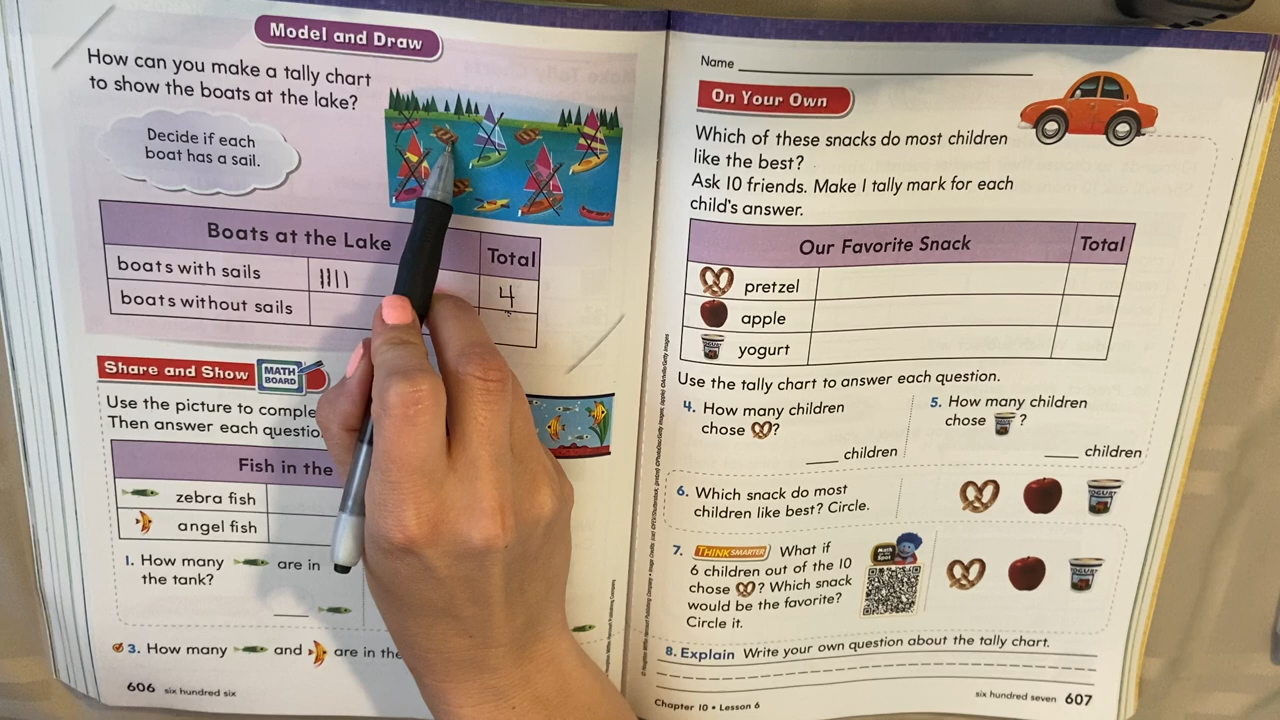 Model and Draw
How can you make a tally chart
to show the boats at the lake?
Decide if each
boat has a sail.
Boats at the Lake
Total
boats with sails
4
boats without sails
Share and Show
MATH
BOARD
Use the picture to
Then answer each
Fish in the
zebra fish
angel fish
1. How many are in
the tank?
3. How many and are in the
606 six hundred six
Name
On Your Own
Which of these snacks do most children
like the best?
Ask 10 friends. Make 1 tally mark for each
child's answer.
Our Favorite Snack Total
pretzel
apple
yogurt
Use the tally chart to answer each question.
4. How many children
chose ?
children
5. How many children
chose ?
children
6. Which snack do most
children like best? Circle.
YOGURT
7. THINK SMARTER What if
6 children out of the 10
chose ? Which snack
would be the favorite?
Circle it.
Math
on the
Spot
YOGURT
8. Explain Write your own question about the tally chart.
Chapter 10 • Lesson 6
six hundred seven 607